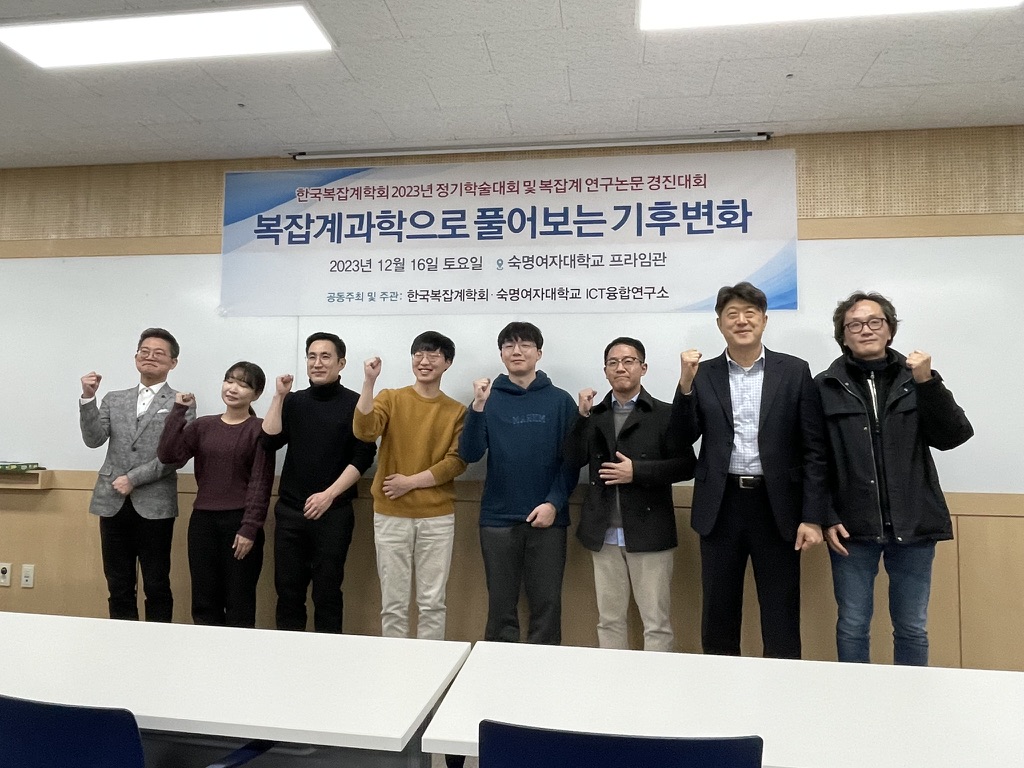 한국복잡계학회 2023년 정기학술대회 및 복잡계 연구논문 경진대회
복잡계과학으로 풀어보는 기후변화
2023년 12월 16일 토요일 숙명여자대학교 프라임관
공동주최 및 주관: 한국복잡계학회 · 숙명여자대학교 ICT융합연구소